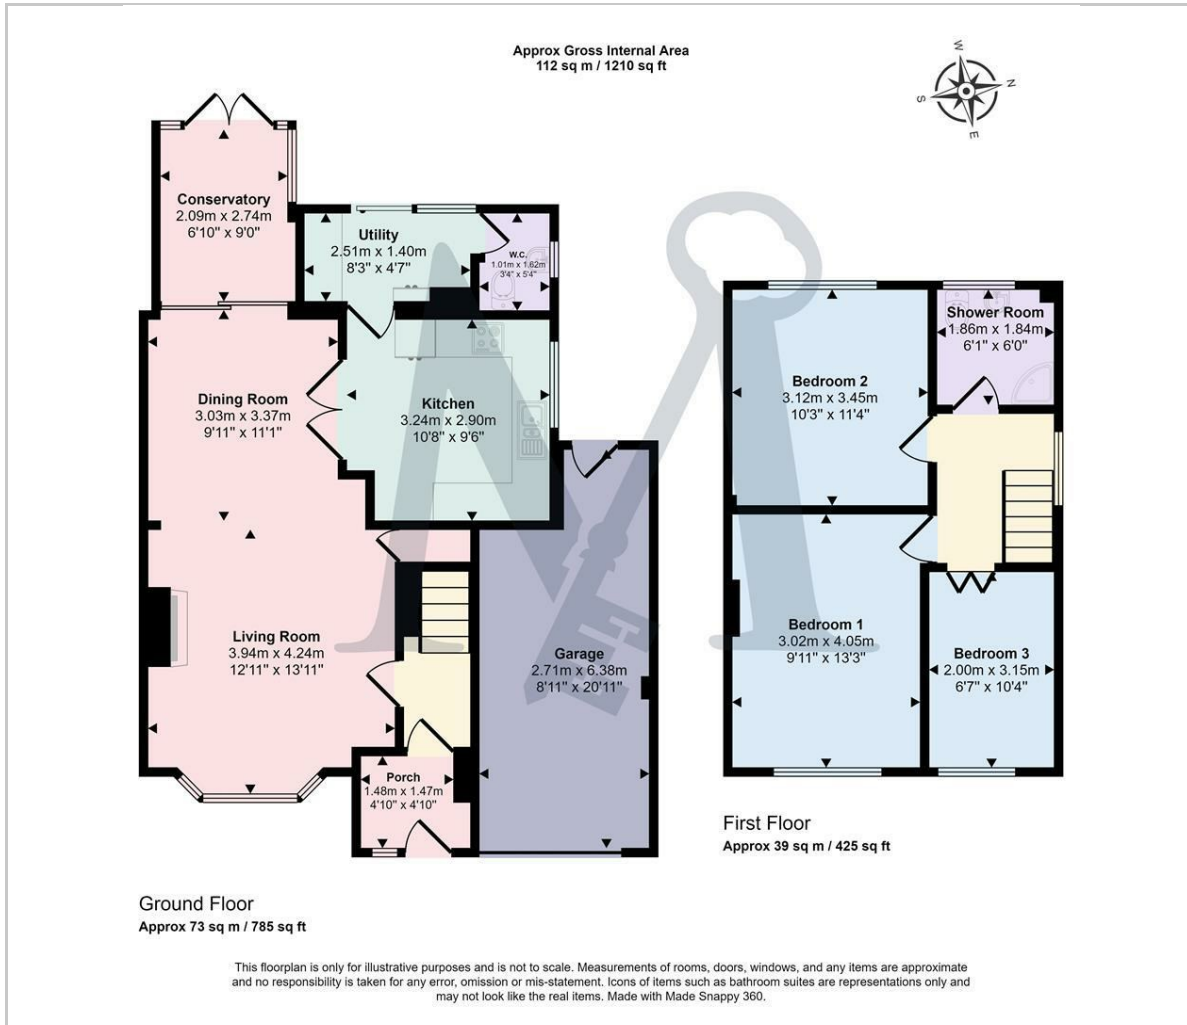 Approx Gross Internal Area
112 sq m / 1210 sq ft
W
N
S
E
Conservatory
2.09m x 2.74m
6'10" x 9'0"
Utility
2.51m x 1.40m
8'3" x 4'7"
W.C.
1.01m x 1.62m
3'4" x 5'4"
Dining Room
3.03m x 3.37m
9'11" x 11'1"
Kitchen
3.24m x 2.90m
10'8" x 9'6"
Living Room
3.94m x 4.24m
12'11" x 13'11"
Garage
2.71m x 6.38m
8'11" x 20'11"
Porch
1.48m x 1.47m
4'10" x 4'10"
Ground Floor
Approx 73 sq m / 785 sq ft
Shower Room
1.86m x 1.84m
6'1" x 6'0"
Bedroom 2
3.12m x 3.45m
10'3" x 11'4"
Bedroom 1
3.02m x 4.05m
9'11" x 13'3"
Bedroom 3
2.00m x 3.15m
6'7" x 10'4"
First Floor
Approx 39 sq m / 425 sq ft
This floorplan is only for illustrative purposes and is not to scale. Measurements of rooms, doors, windows, and any items are approximate
and no responsibility is taken for any error, omission or mis-statement. Icons of items such as bathroom suites are representations only and
may not look like the real items. Made with Made Snappy 360.